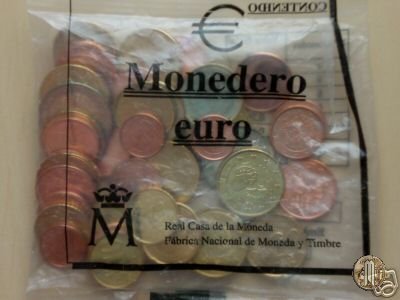 CONTENIDO
€
Monedero
euro
M
Real Casa de la Moneda
Fábrica Nacional de Moneda y Timbre